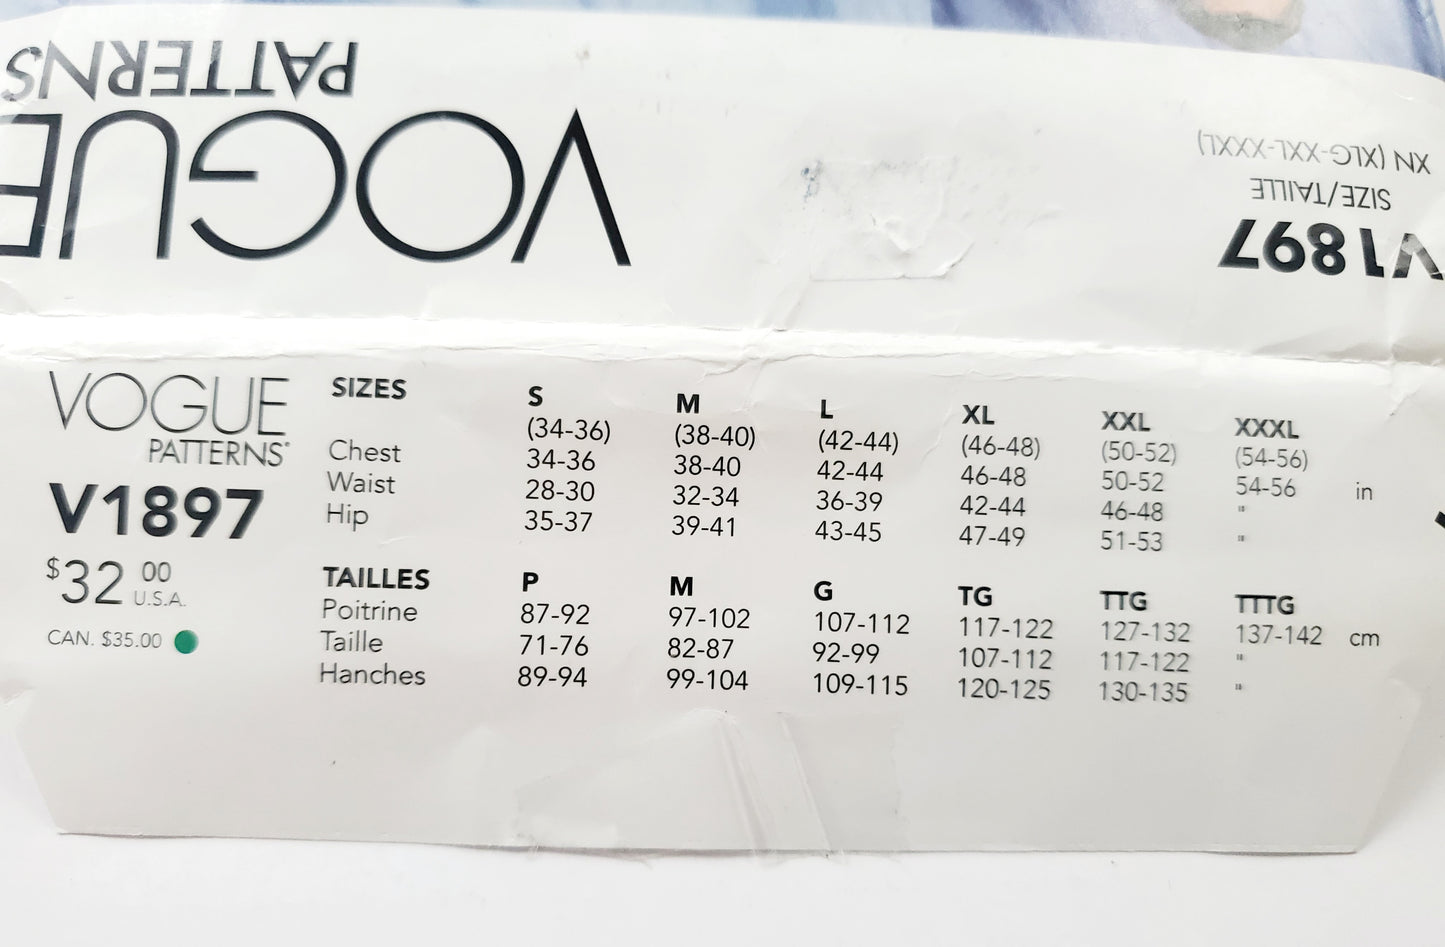 VOGUE
PATTERNS
V1897
SIZE/TAILLE
XN (XLG-XXL-XXXL)
VOGUE
PATTERNS®
V1897
$32 00
U.S.A.
CAN. $35.00
SIZES S M L XL XXL XXXL
(34-36) (38-40) (42-44) (46-48) (50-52) (54-56)
Chest 34-36 38-40 42-44 46-48 50-52 54-56 in
Waist 28-30 32-34 36-39 42-44 46-48 "
Hip 35-37 39-41 43-45 47-49 51-53 "
TAILLES P M G TG TTG TTTG
Poitrine 87-92 97-102 107-112 117-122 127-132 137-142 cm
Taille 71-76 82-87 92-99 107-112 117-122 "
Hanches 89-94 99-104 109-115 120-125 130-135 "